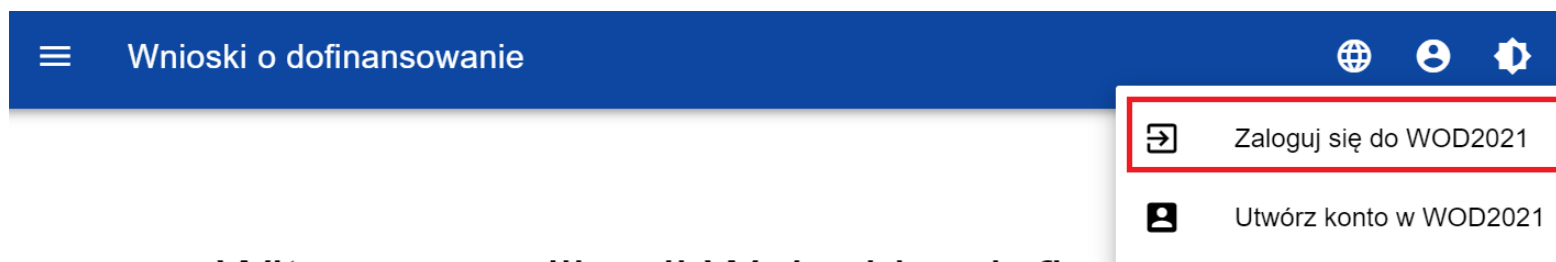 Wnioski o dofinansowanie
Zaloguj się do WOD2021
Utwórz konto w WOD2021